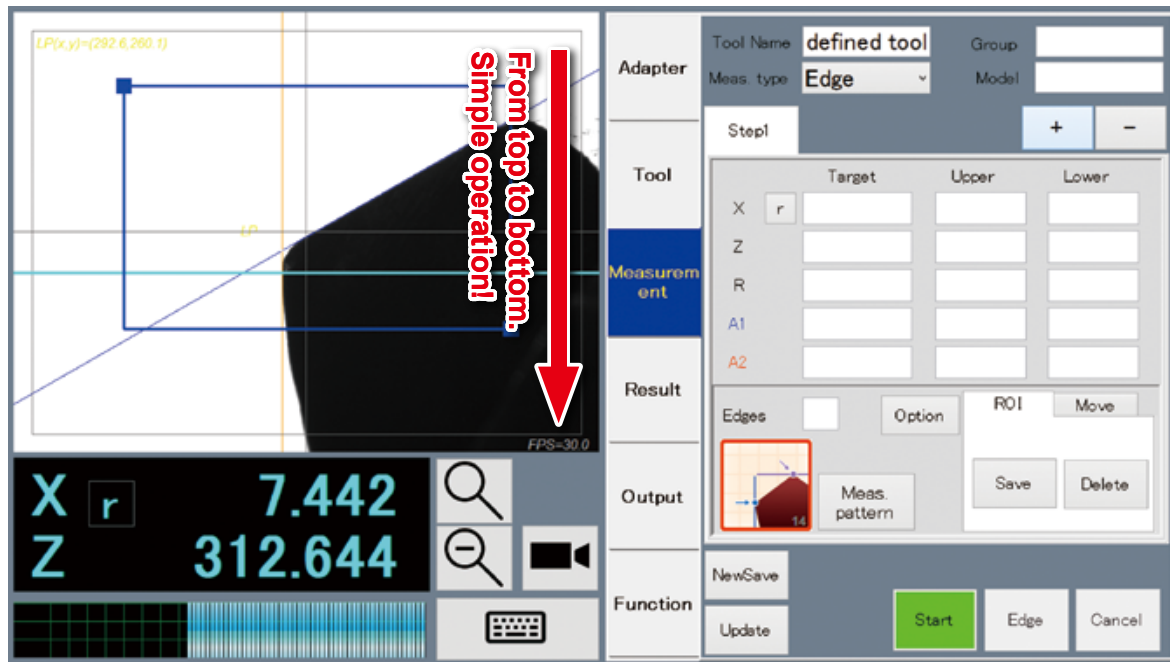 LP(x,y)=(292.6,260.1)
LP
From top to bottom.
Simple operation!
FPS=30.0
X r 7.442
Z 312.644
Adapter
Tool
Measurem
ent
Result
Output
Function
Tool Name defined tool Group
Meas. type Edge Model
Step1 + -
Target Upper Lower
X r
Z
R
A1
A2
Edges Option ROI Move
14
Meas.
pattern
Save Delete
NewSave
Update
Start Edge Cancel